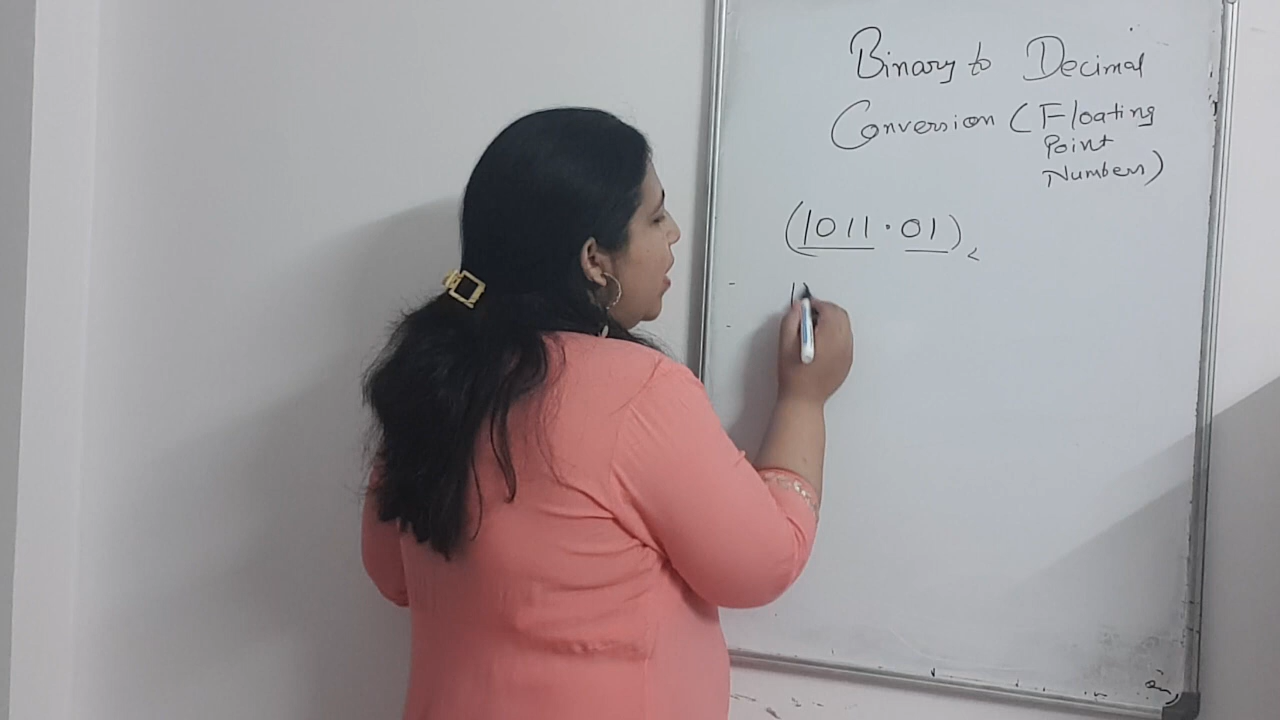 Binary to Decimal
Conversion (Floating
Point
Numbers)
(1011.01)₂